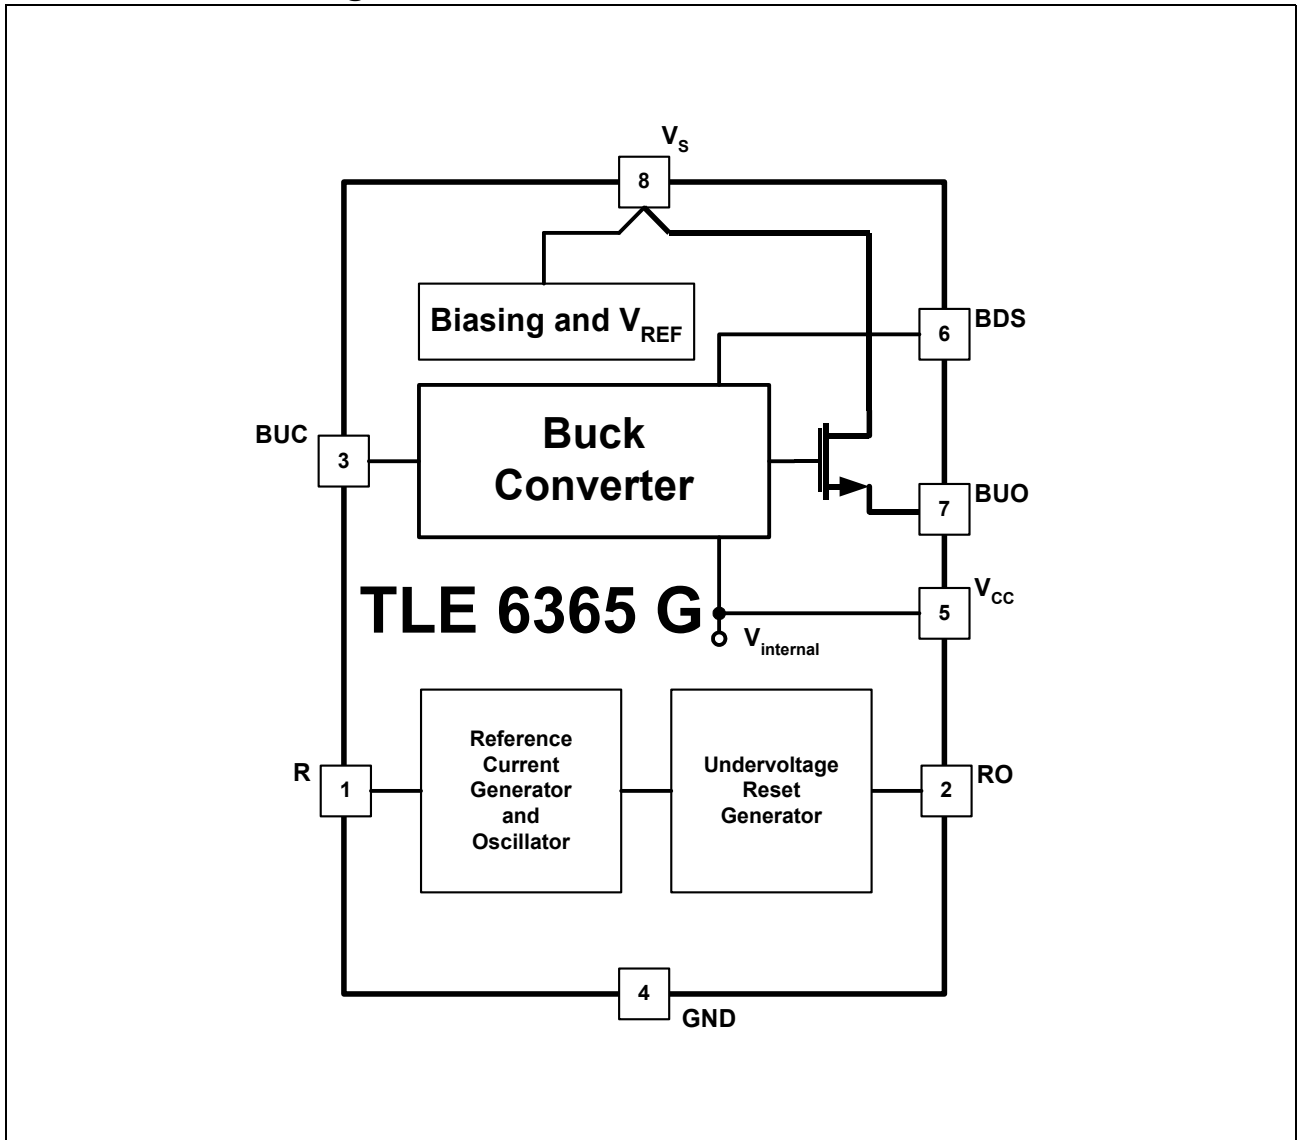 V_S
8
Biasing and V_REF
6
BDS
BUC
3
Buck
Converter
7
BUO
TLE 6365 G
V_internal
5
V_CC
R
1
Reference
Current
Generator
and
Oscillator
Undervoltage
Reset
Generator
2
RO
4
GND